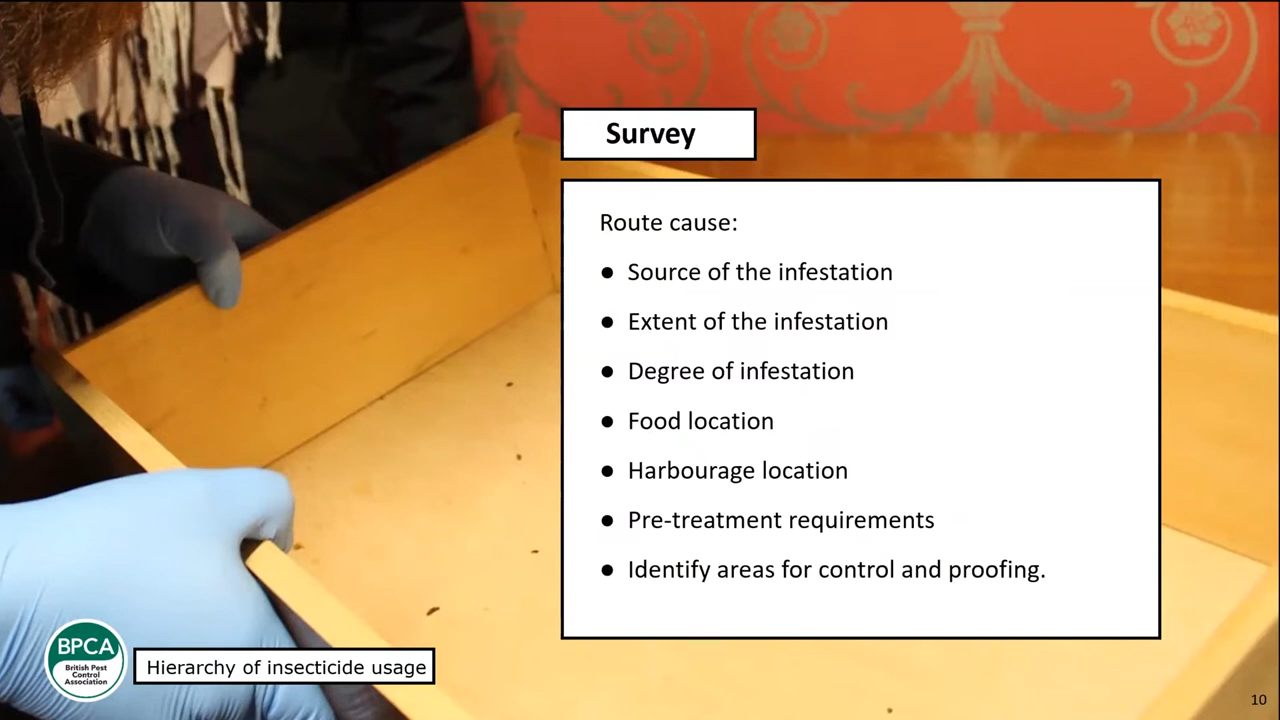 Survey
Route cause:
● Source of the infestation
● Extent of the infestation
● Degree of infestation
● Food location
● Harbourage location
● Pre-treatment requirements
● Identify areas for control and proofing.
BPCA
British Pest
Control
Association
Hierarchy of insecticide usage
10